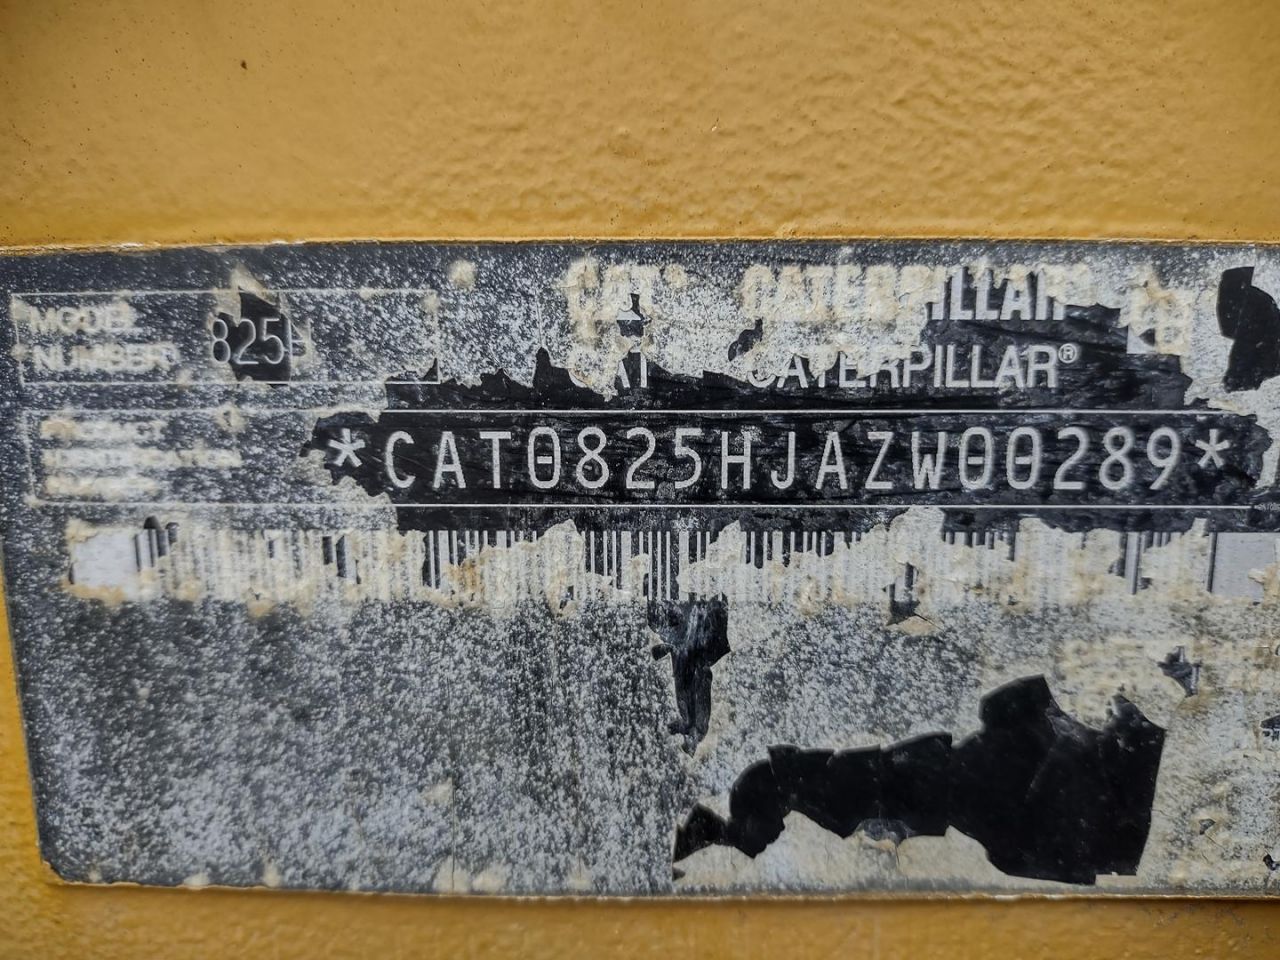 CAT® CATERPILLAR®
CAT CATERPILLAR®
MODEL
NUMBER
825H
*CAT0825HJAZW00289*